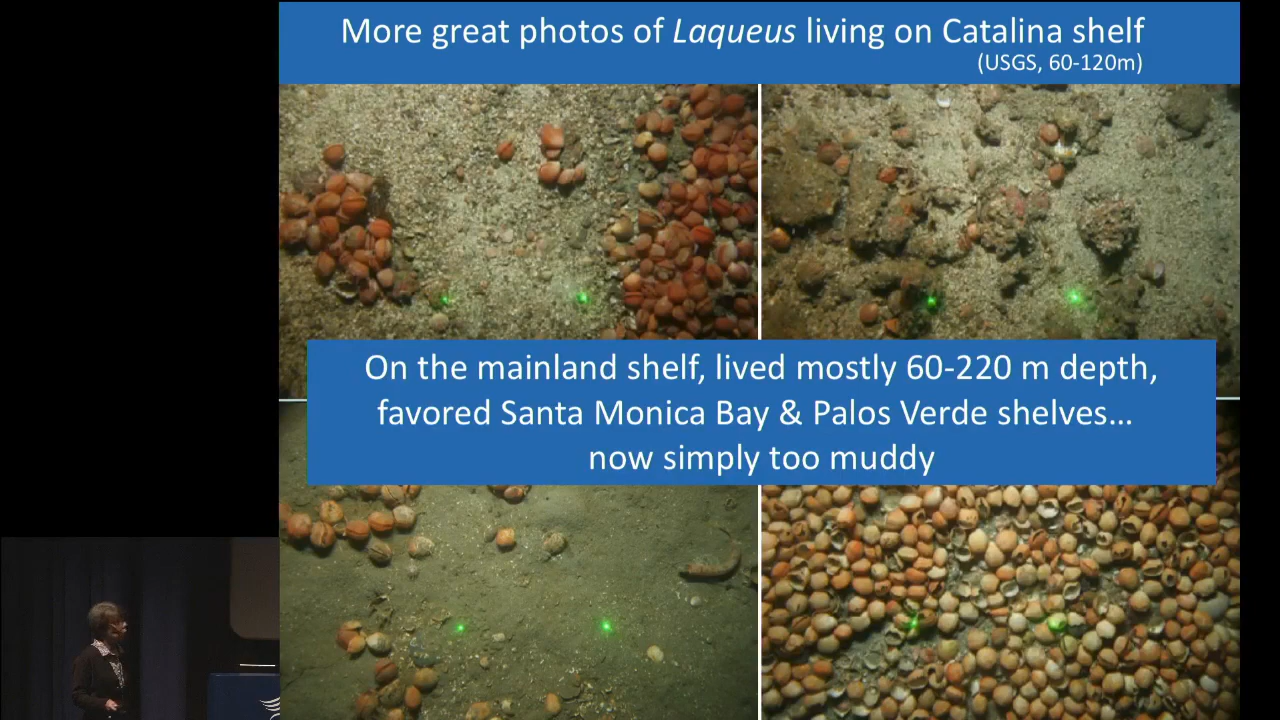 More great photos of Laqueus living on Catalina shelf
(USGS, 60-120m)
On the mainland shelf, lived mostly 60-220 m depth,
favored Santa Monica Bay & Palos Verde shelves...
now simply too muddy